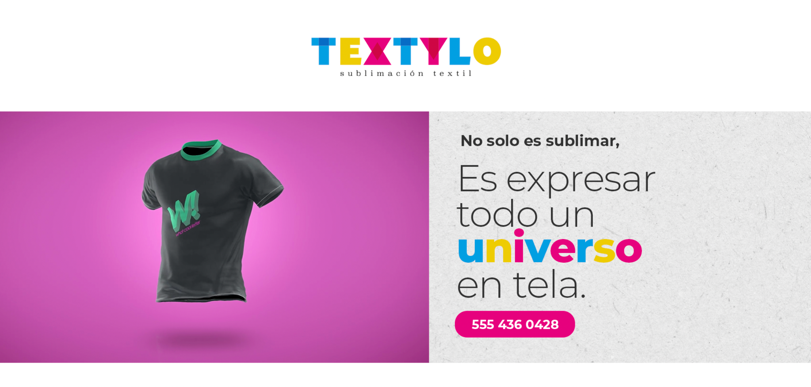 TEXTYLO
sublimación textil
W!
No solo es sublimar,
Es expresar
todo un
universo
en tela.
555 436 0428